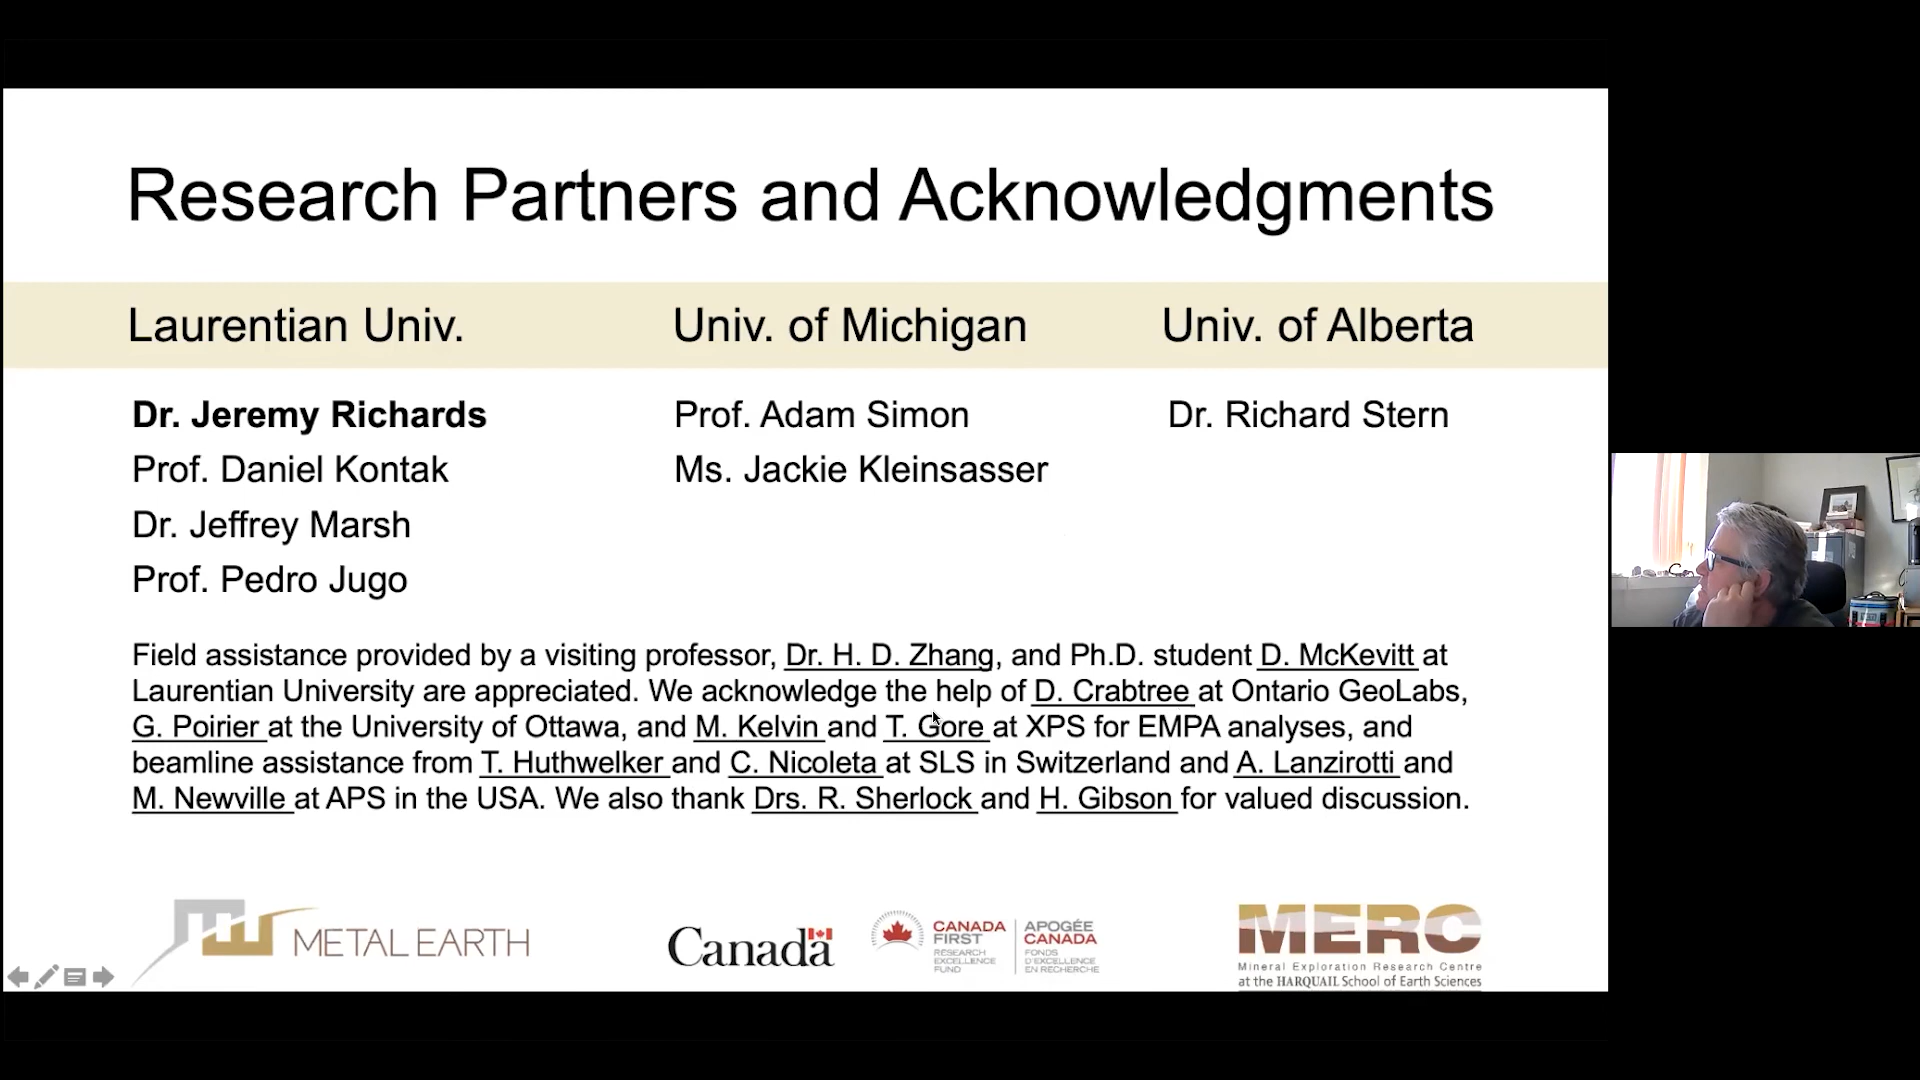 Research Partners and Acknowledgments
Laurentian Univ.
Univ. of Michigan
Univ. of Alberta
Dr. Jeremy Richards
Prof. Daniel Kontak
Dr. Jeffrey Marsh
Prof. Pedro Jugo
Prof. Adam Simon
Ms. Jackie Kleinsasser
Dr. Richard Stern
Field assistance provided by a visiting professor, Dr. H. D. Zhang, and Ph.D. student D. McKevitt at
Laurentian University are appreciated. We acknowledge the help of D. Crabtree at Ontario GeoLabs,
G. Poirier at the University of Ottawa, and M. Kelvin and T. Gore at XPS for EMPA analyses, and
beamline assistance from T. Huthwelker and C. Nicoleta at SLS in Switzerland and A. Lanzirotti and
M. Newville at APS in the USA. We also thank Drs. R. Sherlock and H. Gibson for valued discussion.
METAL EARTH
Canada
CANADA
FIRST
RESEARCH
EXCELLENCE
FUND
APOGÉE
CANADA
FONDS
D'EXCELLENCE
EN RECHERCHE
MERC
Mineral Exploration Research Centre
at the HARQUAIL School of Earth Sciences